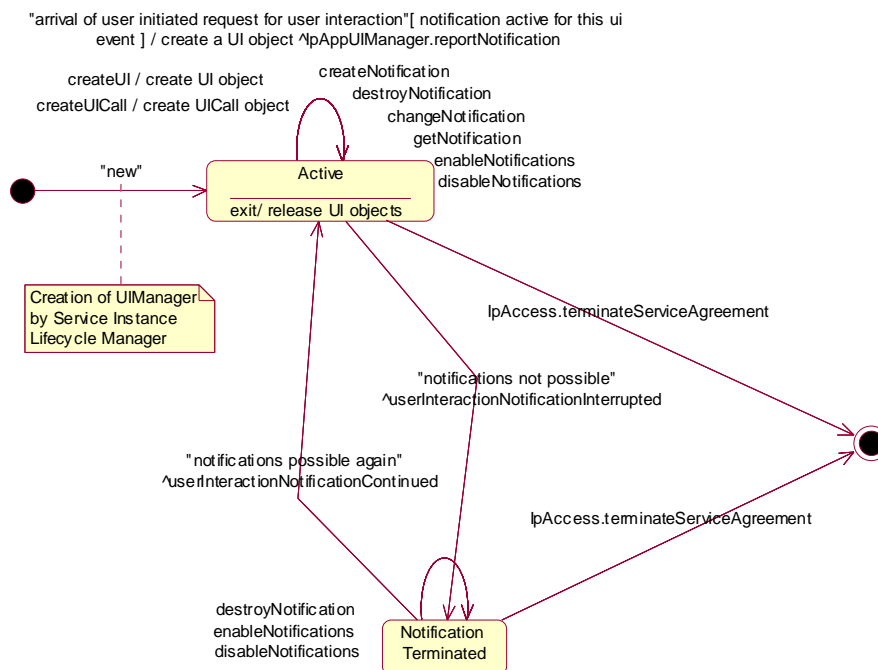 "arrival of user initiated request for user interaction"[ notification active for this ui
event ] / create a UI object ^IpAppUIManager.reportNotification
createUI / create UI object
createUICall / create UICall object
createNotification
destroyNotification
changeNotification
getNotification
enableNotifications
disableNotifications
"new"
Active
exit/ release UI objects
Creation of UIManager
by Service Instance
Lifecycle Manager
IpAccess.terminateServiceAgreement
"notifications not possible"
^userInteractionNotificationInterrupted
"notifications possible again"
^userInteractionNotificationContinued
IpAccess.terminateServiceAgreement
destroyNotification
enableNotifications
disableNotifications
Notification
Terminated